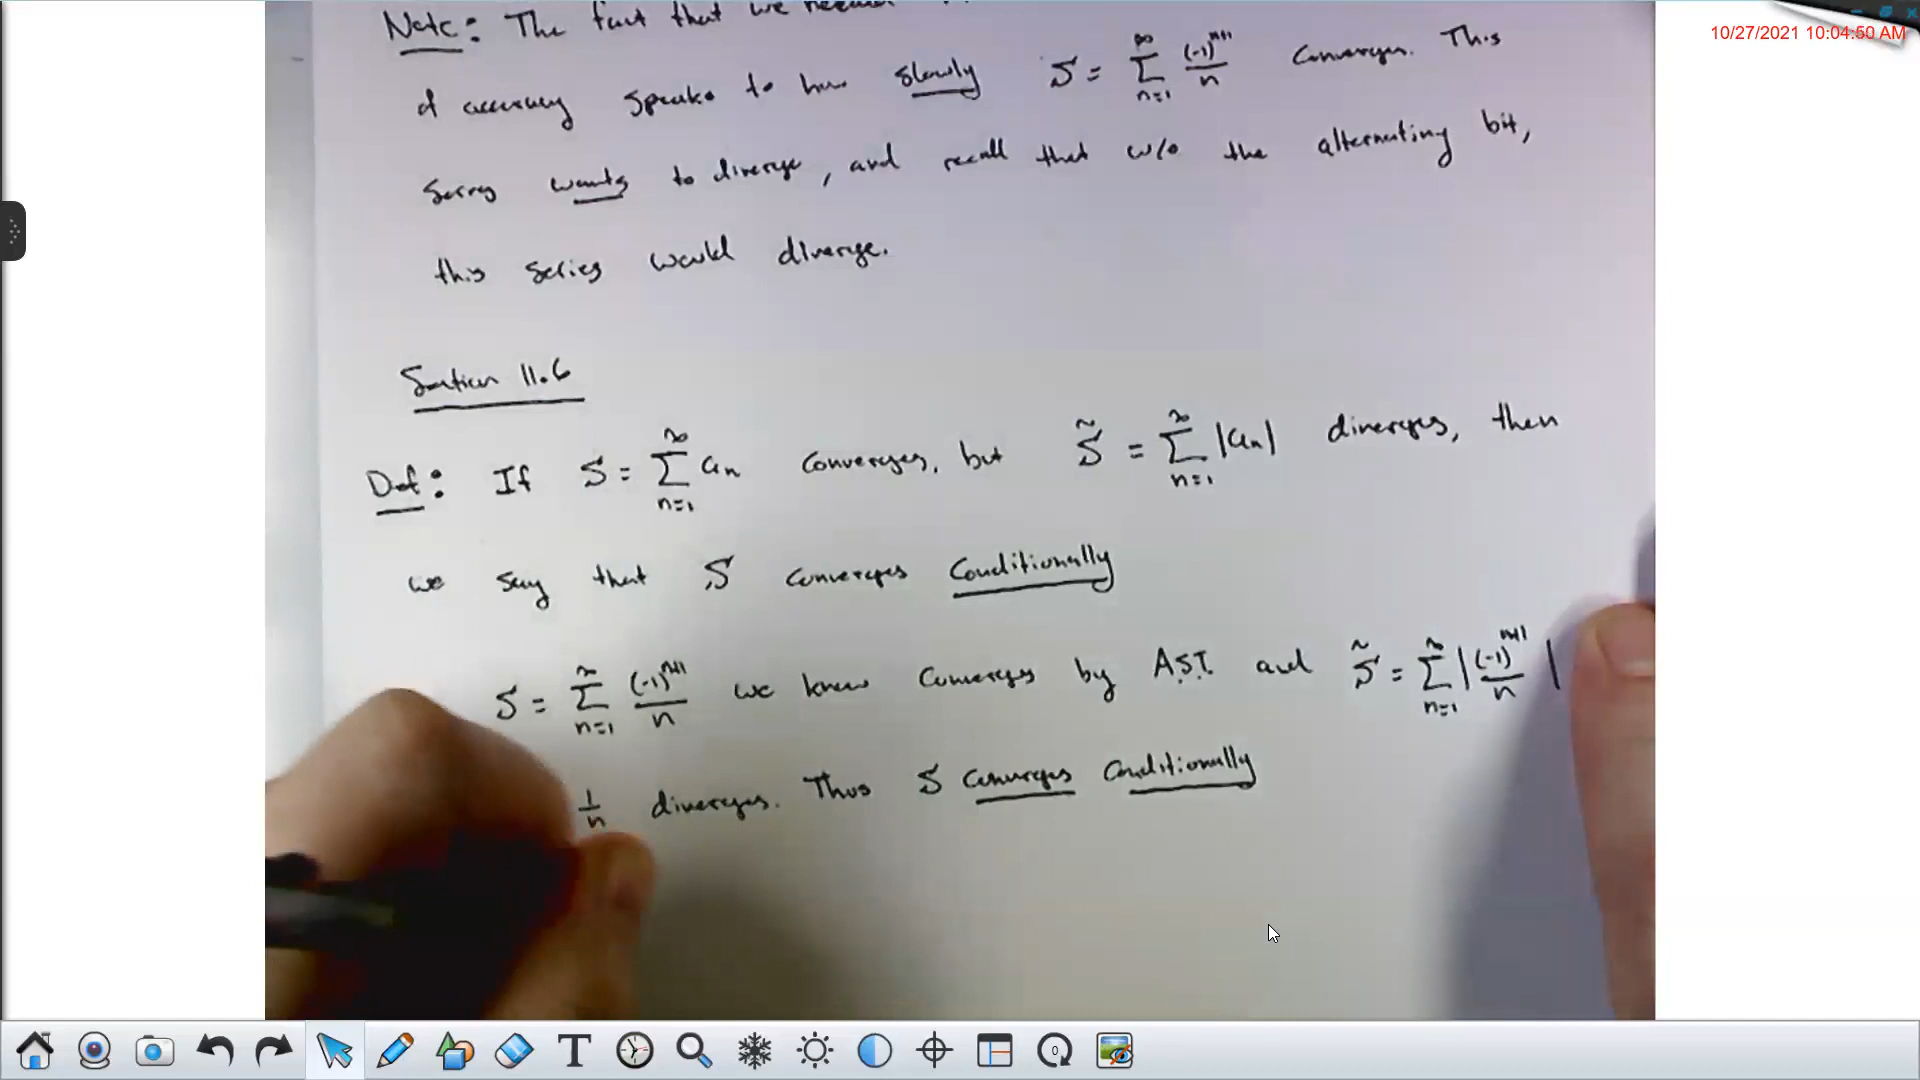 10/27/2021 10:04:50 AM
Note: The fact that we
of accuracy speaks to how slowly S = ∑_{n=1}^{∞} (-1)^{n+1}/n converges. This
series wants to diverge, and recall that w/o the alternating bit,
this series would diverge.
Section 11.6
Def: If S = ∑_{n=1}^{∞} a_n converges, but S̃ = ∑_{n=1}^{∞} |a_n| diverges, then
we say that S converges Conditionally
S = ∑_{n=1}^{∞} (-1)^{n+1}/n we know converges by A.S.T. and S̃ = ∑_{n=1}^{∞} |(-1)^{n+1}/n|
1/n diverges. Thus S converges conditionally
T
0